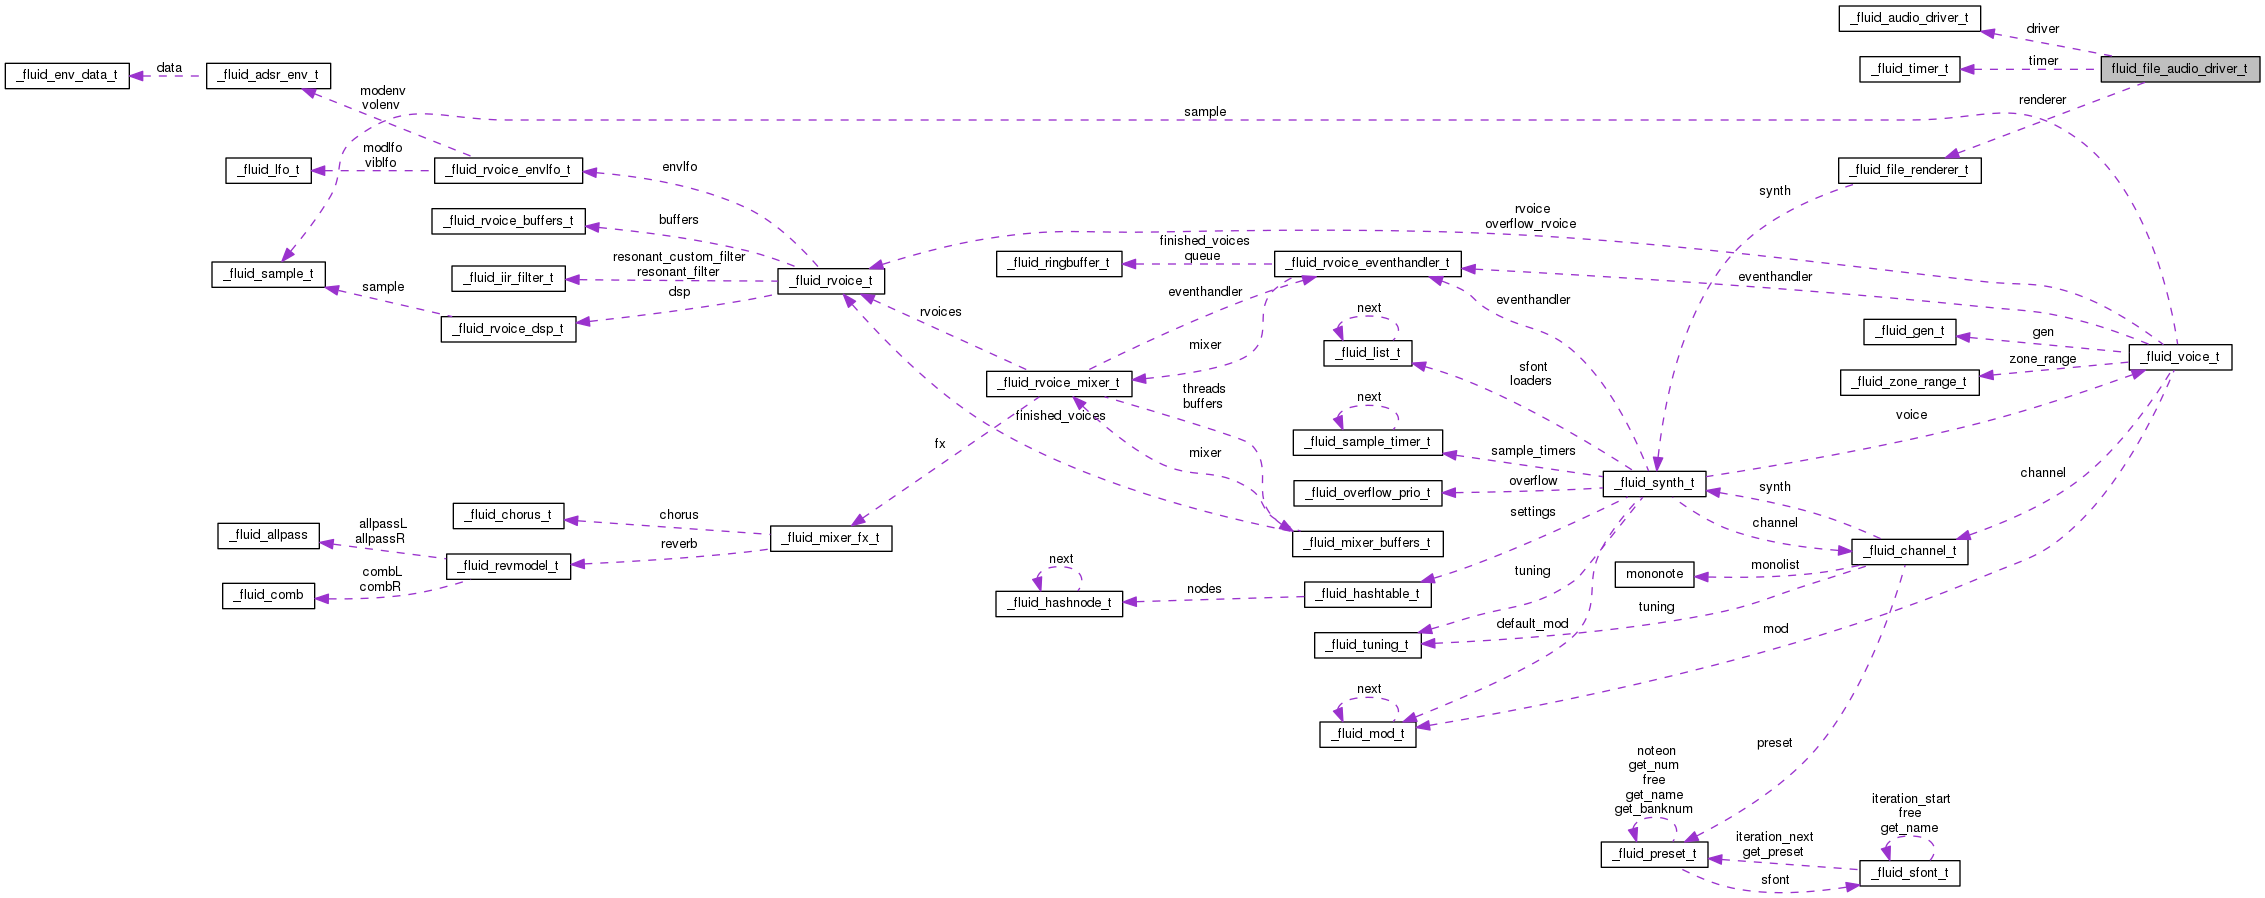 _fluid_audio_driver_t
driver
fluid_file_audio_driver_t
timer
_fluid_timer_t
_fluid_env_data_t
data
_fluid_adsr_env_t
modenv
volenv
renderer
sample
modlfo
viblfo
_fluid_lfo_t
_fluid_rvoice_envlfo_t
envlfo
_fluid_file_renderer_t
synth
_fluid_rvoice_buffers_t
buffers
rvoice
overflow_rvoice
finished_voices
queue
_fluid_ringbuffer_t
_fluid_rvoice_eventhandler_t
resonant_custom_filter
resonant_filter
_fluid_sample_t
_fluid_iir_filter_t
_fluid_rvoice_t
eventhandler
sample
dsp
eventhandler
eventhandler
_fluid_rvoice_dsp_t
rvoices
next
_fluid_gen_t
gen
mixer
_fluid_list_t
zone_range
_fluid_voice_t
_fluid_rvoice_mixer_t
sfont
loaders
_fluid_zone_range_t
threads
buffers
next
finished_voices
voice
fx
mixer
_fluid_sample_timer_t
sample_timers
channel
_fluid_overflow_prio_t
overflow
_fluid_synth_t
synth
_fluid_chorus_t
chorus
settings
channel
allpassL
allpassR
_fluid_allpass
_fluid_mixer_fx_t
reverb
_fluid_mixer_buffers_t
_fluid_channel_t
_fluid_revmodel_t
next
combL
combR
_fluid_comb
tuning
mononote
monolist
_fluid_hashnode_t
nodes
_fluid_hashtable_t
tuning
default_mod
mod
_fluid_tuning_t
next
_fluid_mod_t
preset
noteon
get_num
free
get_name
get_banknum
iteration_start
free
get_name
iteration_next
get_preset
_fluid_preset_t
sfont
_fluid_sfont_t